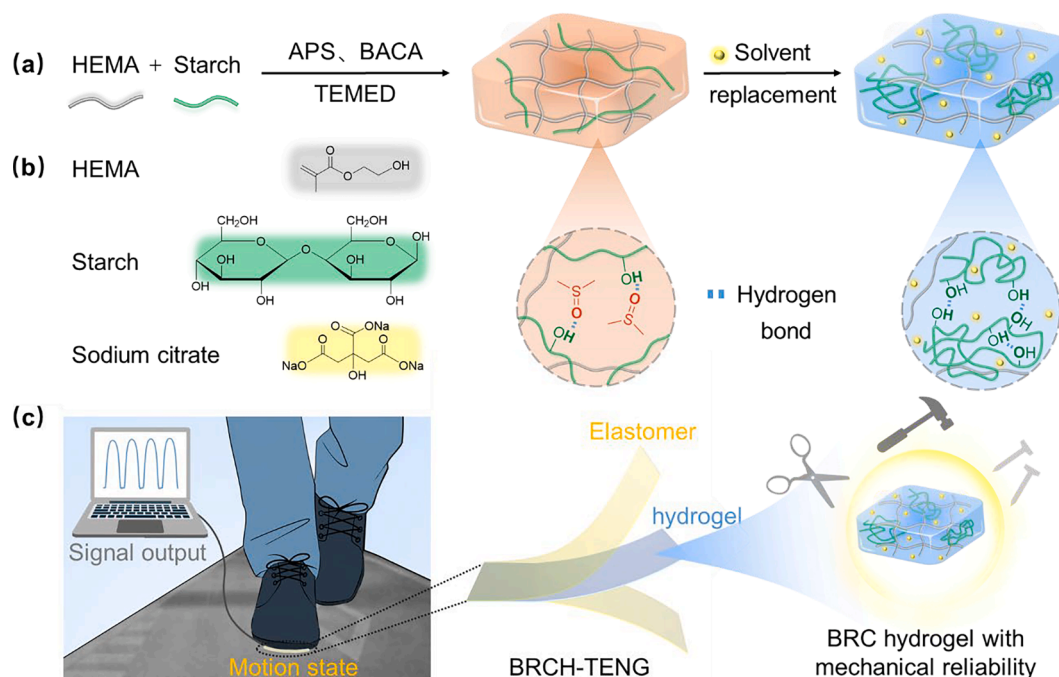 (a) HEMA + Starch
APS、BACA
TEMED
Solvent
replacement
(b)
HEMA
O
O
OH
Starch
CH₂OH
CH₂OH
O
O
OH
O
OH
OH
OH
OH
OH
OH
Sodium citrate
ONa
O
O
O
NaO
ONa
OH
OH
S=O
O=S
OH
Hydrogen
bond
OH
OH
OH
OH
OH
OH
(c)
Signal output
Motion state
Elastomer
hydrogel
BRCH-TENG
BRC hydrogel with
mechanical reliability